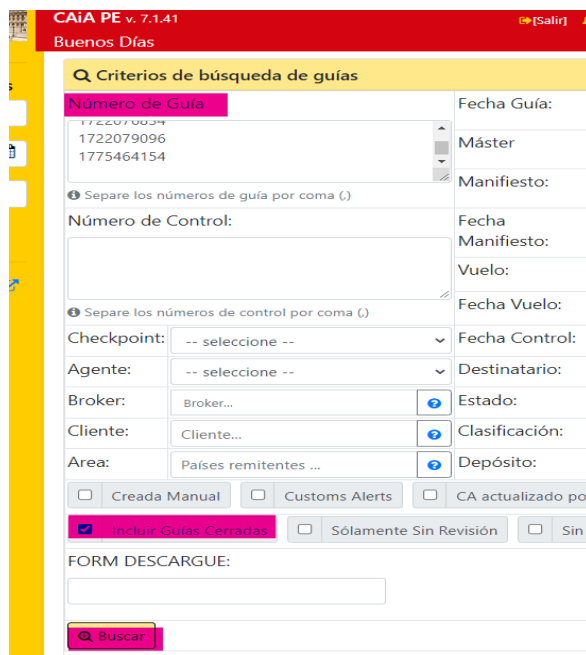 CAiA PE v. 7.1.41
[Salir]
Buenos Días
Criterios de búsqueda de guías
Número de Guía
Fecha Guía:
1722079096
1775464154
Máster
Separe los números de guía por coma (,)
Manifiesto:
Número de Control:
Fecha
Manifiesto:
Vuelo:
Separe los números de control por coma (,)
Fecha Vuelo:
Checkpoint:
-- seleccione --
Fecha Control:
Agente:
-- seleccione --
Destinatario:
Broker:
Broker...
Estado:
Cliente:
Cliente...
Clasificación:
Area:
Países remitentes ...
Depósito:
Creada Manual
Customs Alerts
CA actualizado po
Incluir Guías Cerradas
Sólamente Sin Revisión
Sin
FORM DESCARGUE:
Buscar